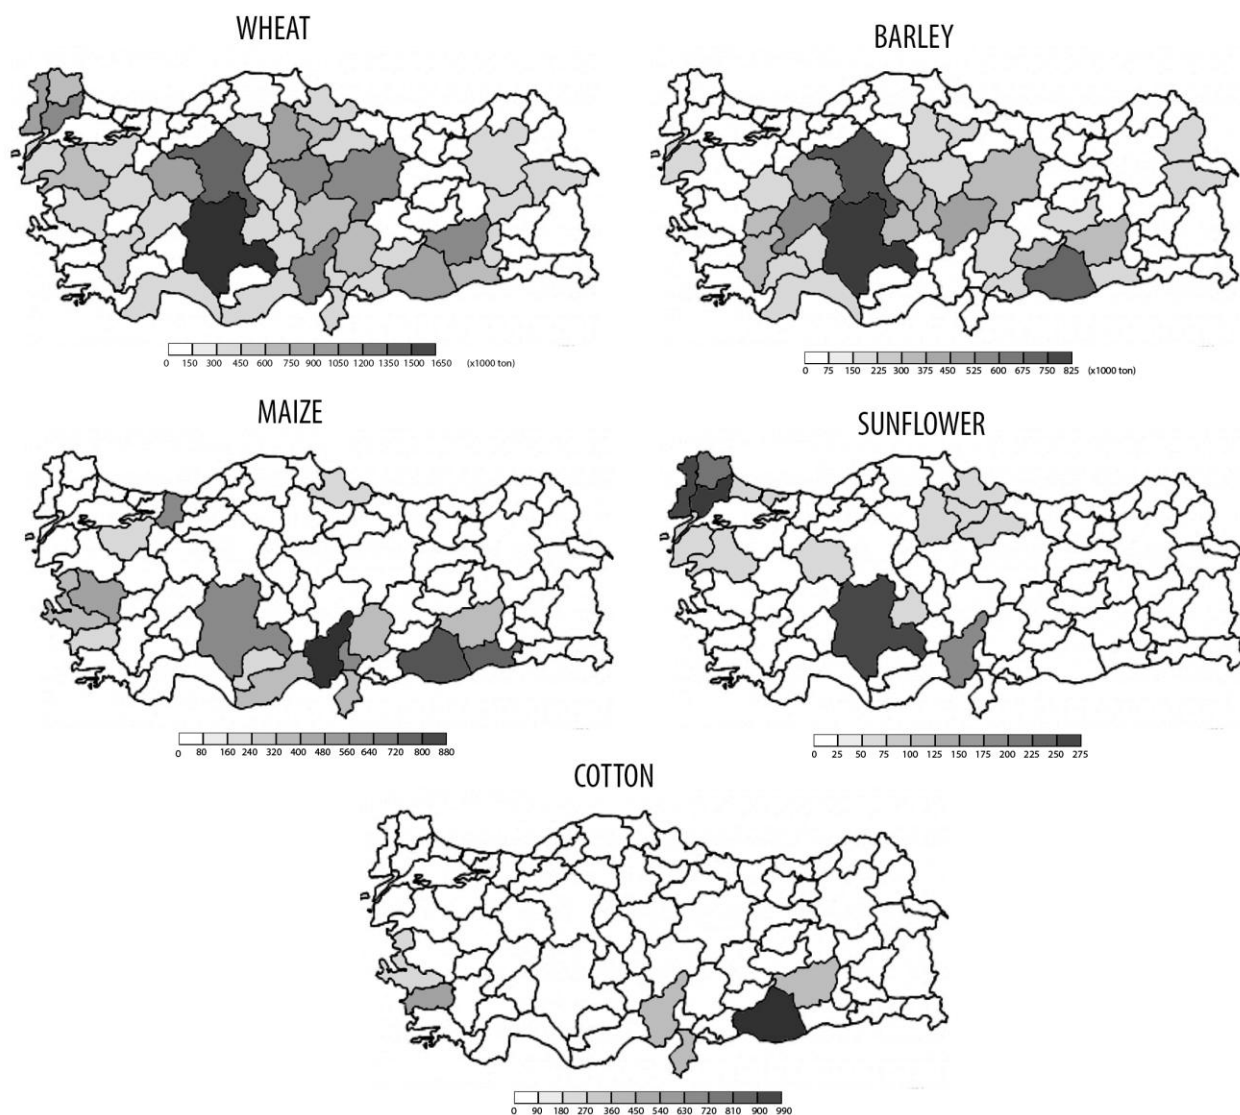 WHEAT
BARLEY
0 150 300 450 600 750 900 1050 1200 1350 1500 1650 (x1000 ton)
0 75 150 225 300 375 450 525 600 675 750 825 (x1000 ton)
MAIZE
SUNFLOWER
0 80 160 240 320 400 480 560 640 720 800 880
0 25 50 75 100 125 150 175 200 225 250 275
COTTON
0 90 180 270 360 450 540 630 720 810 900 990